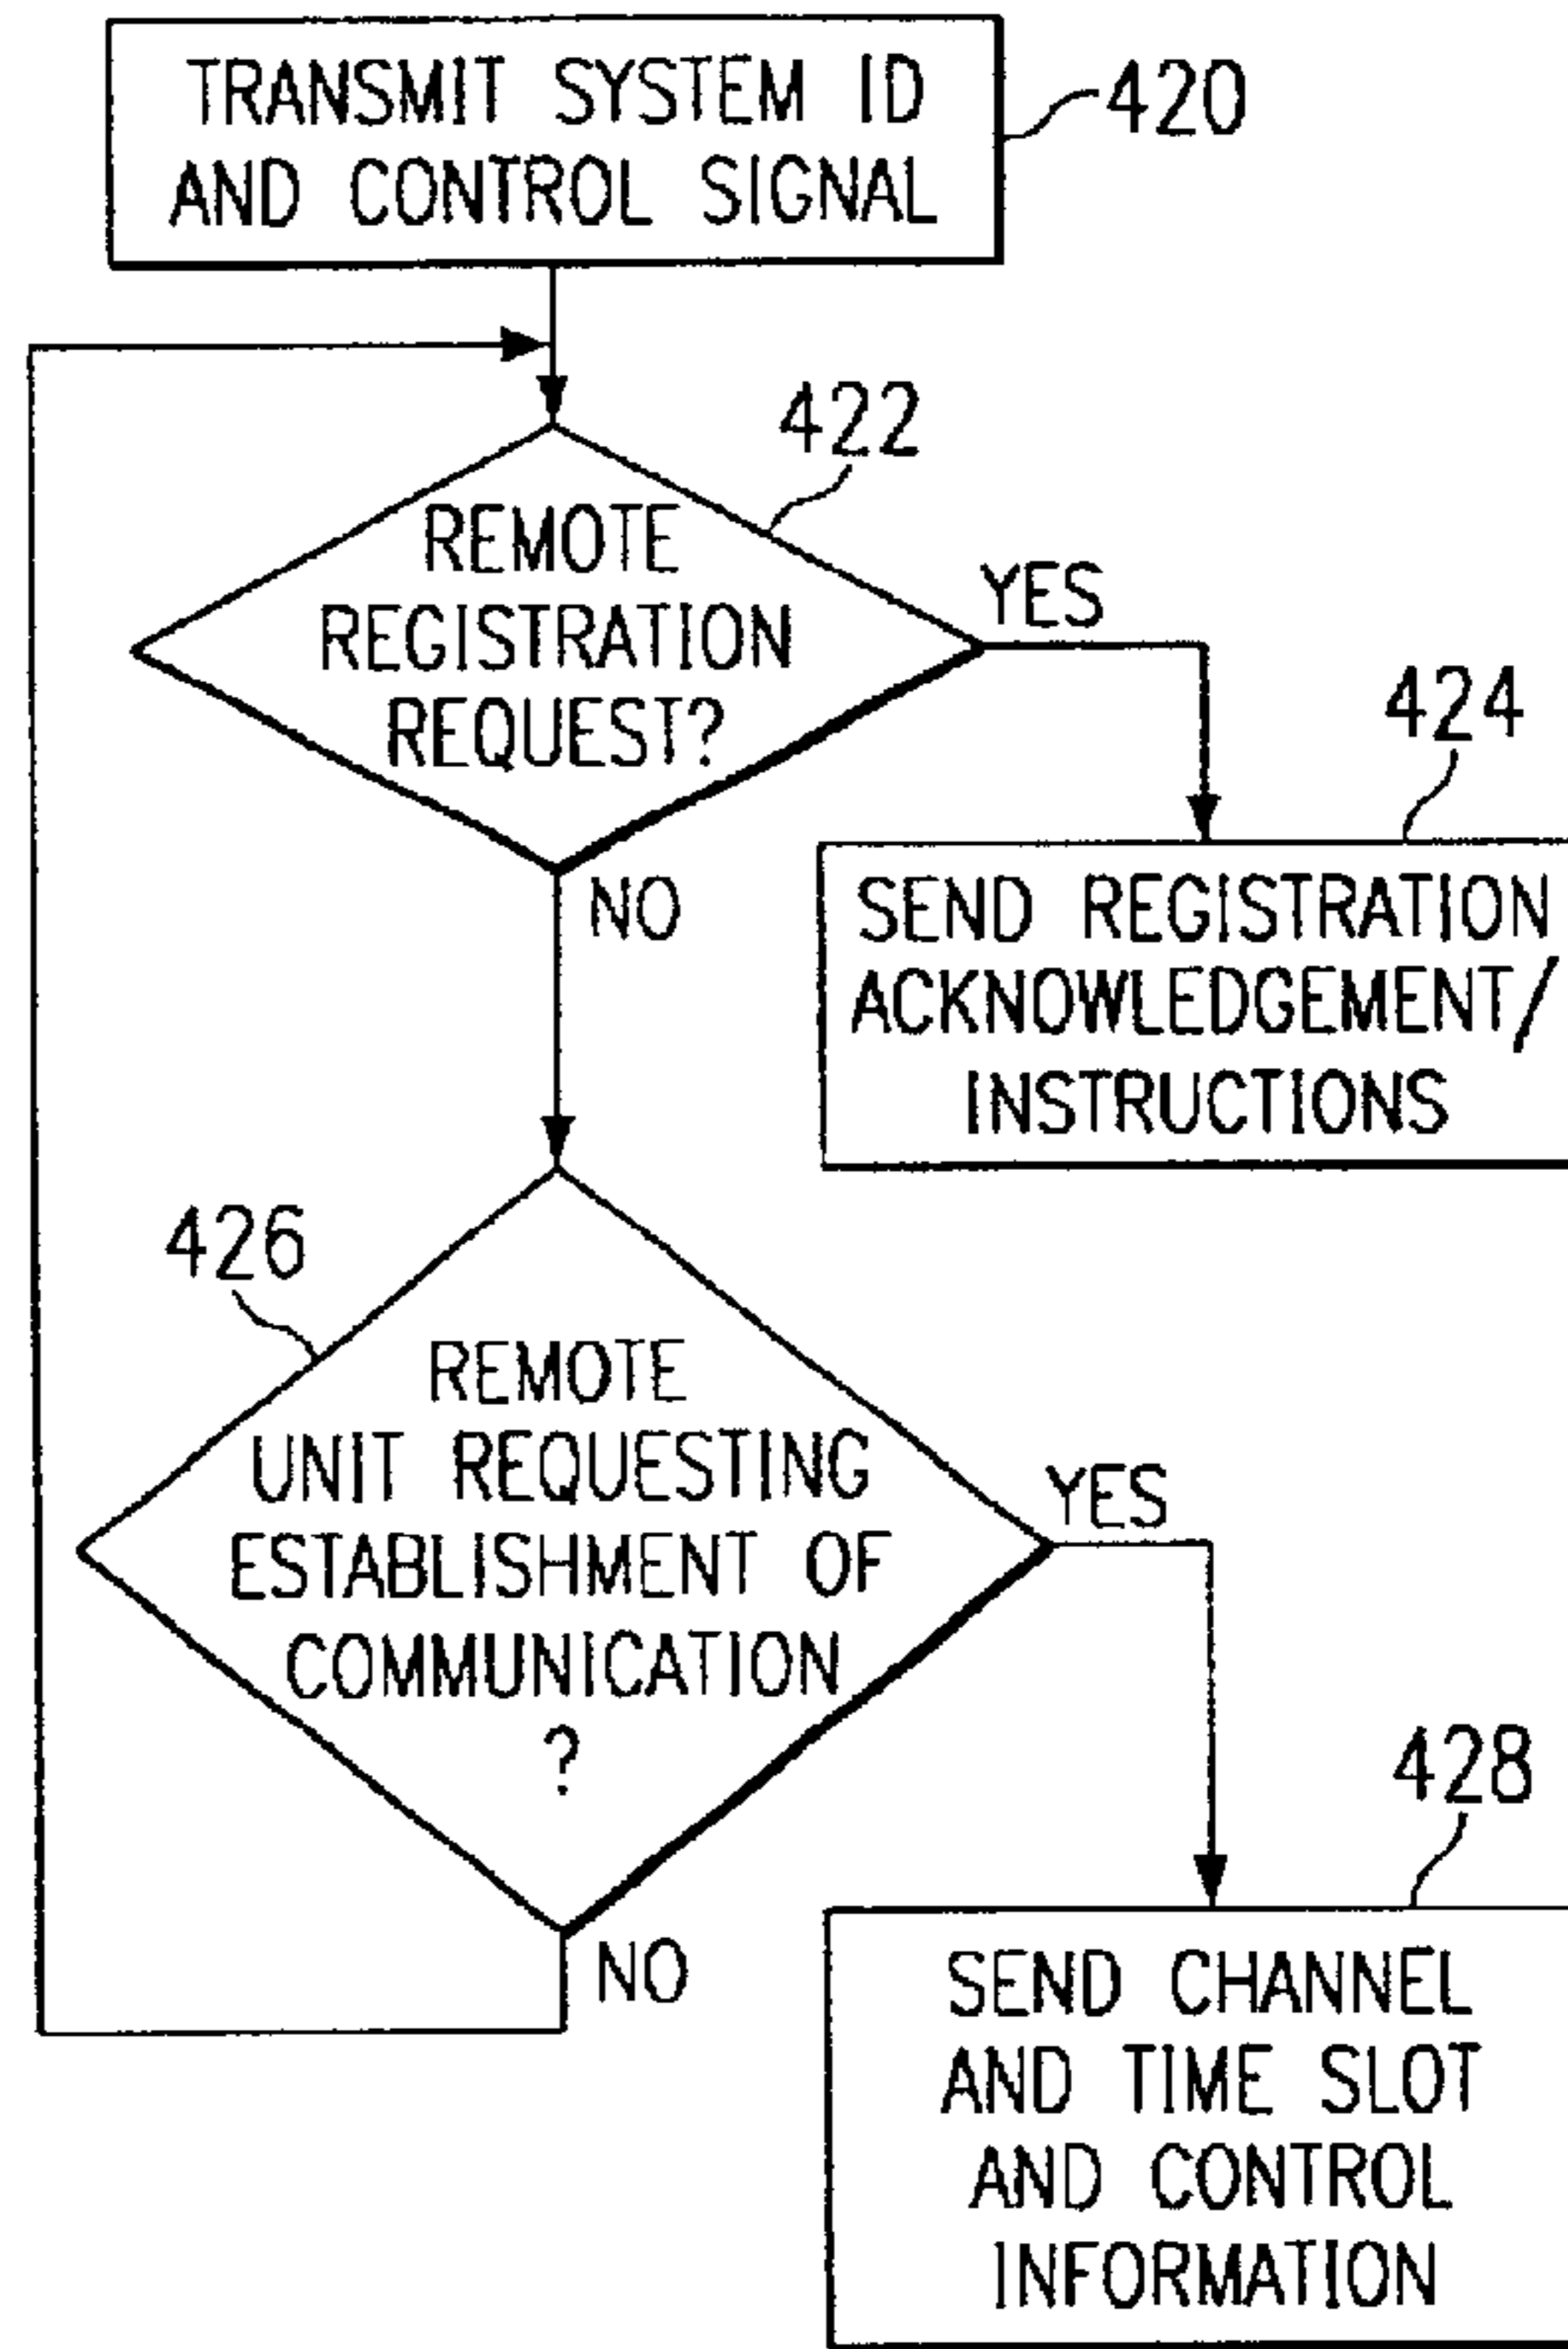 TRANSMIT SYSTEM ID
AND CONTROL SIGNAL
420
422
REMOTE
REGISTRATION
REQUEST?
YES
NO
424
SEND REGISTRATION
ACKNOWLEDGEMENT/
INSTRUCTIONS
426
REMOTE
UNIT REQUESTING
ESTABLISHMENT OF
COMMUNICATION
?
YES
NO
428
SEND CHANNEL
AND TIME SLOT
AND CONTROL
INFORMATION